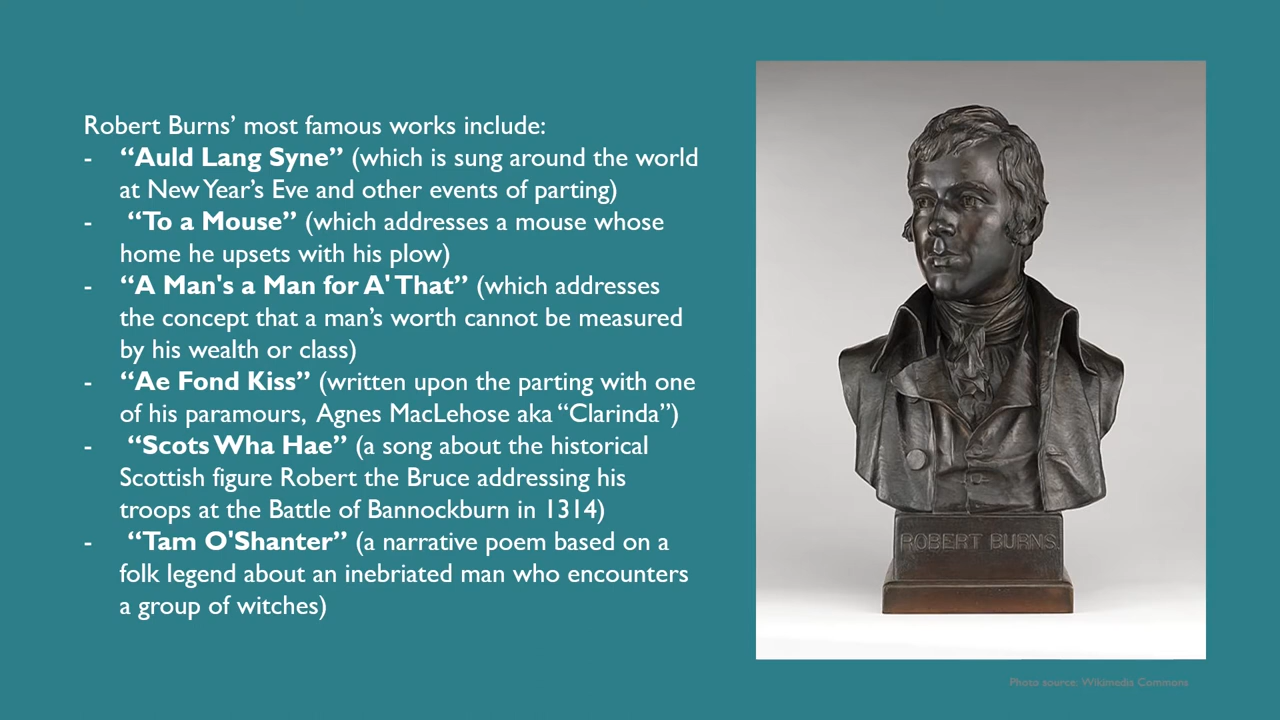 Robert Burns’ most famous works include:
- “Auld Lang Syne” (which is sung around the world
at New Year’s Eve and other events of parting)
- “To a Mouse” (which addresses a mouse whose
home he upsets with his plow)
- “A Man's a Man for A' That” (which addresses
the concept that a man’s worth cannot be measured
by his wealth or class)
- “Ae Fond Kiss” (written upon the parting with one
of his paramours, Agnes MacLehose aka “Clarinda”)
- “Scots Wha Hae” (a song about the historical
Scottish figure Robert the Bruce addressing his
troops at the Battle of Bannockburn in 1314)
- “Tam O'Shanter” (a narrative poem based on a
folk legend about an inebriated man who encounters
a group of witches)
ROBERT BURNS
Photo source: Wikimedia Commons